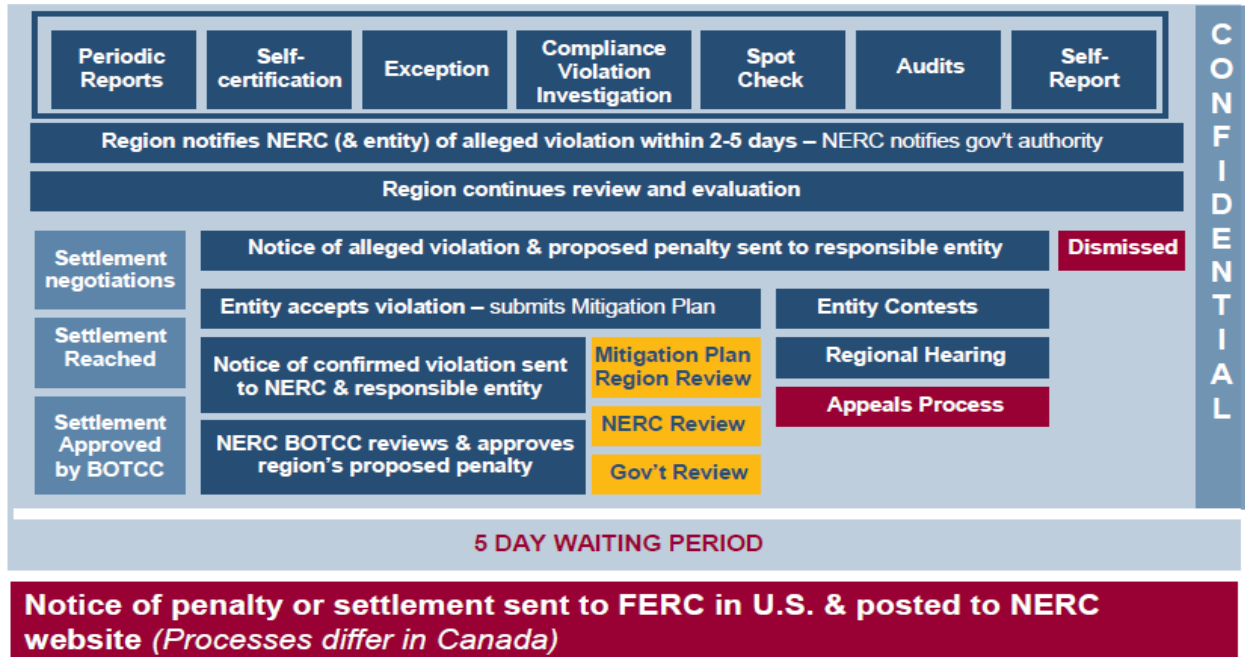 Periodic
Reports
Self-
certification
Exception
Compliance
Violation
Investigation
Spot
Check
Audits
Self-
Report
Region notifies NERC (& entity) of alleged violation within 2-5 days – NERC notifies gov't authority
Region continues review and evaluation
Settlement
negotiations
Notice of alleged violation & proposed penalty sent to responsible entity
Dismissed
Entity accepts violation – submits Mitigation Plan
Entity Contests
Settlement
Reached
Notice of confirmed violation sent
to NERC & responsible entity
Mitigation Plan
Region Review
Regional Hearing
Appeals Process
Settlement
Approved
by BOTCC
NERC BOTCC reviews & approves
region's proposed penalty
NERC Review
Gov't Review
CONFIDENTIAL
5 DAY WAITING PERIOD
Notice of penalty or settlement sent to FERC in U.S. & posted to NERC
website (Processes differ in Canada)